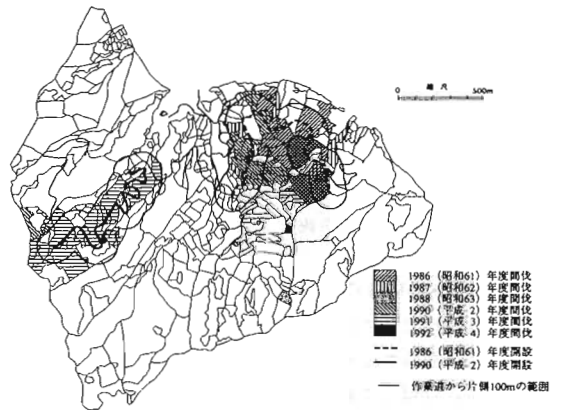 縮 尺
0 500m
1986 (昭和61) 年度間伐
1987 (昭和62) 年度間伐
1988 (昭和63) 年度間伐
1990 (平成 2) 年度間伐
1991 (平成 3) 年度間伐
1992 (平成 4) 年度間伐
1986 (昭和61) 年度開設
1990 (平成 2) 年度開設
作業道から片側100mの範囲